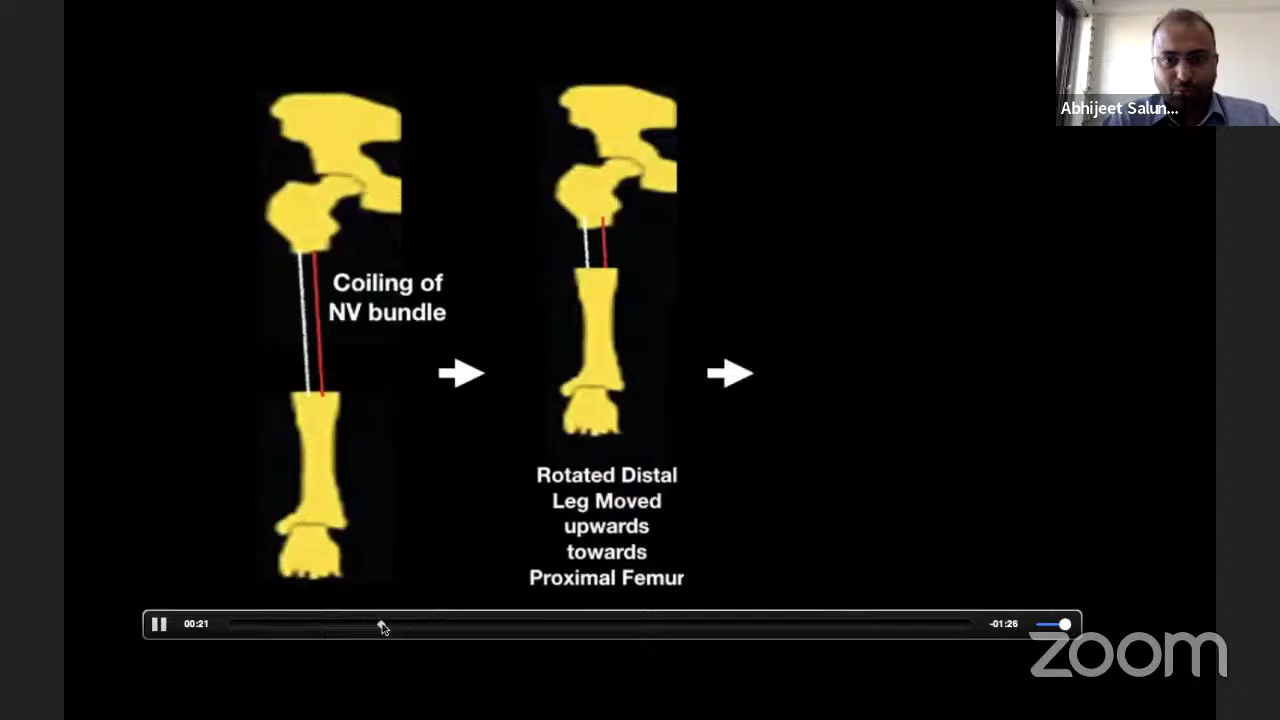 Abhijeet Salun...
Coiling of
NV bundle
Rotated Distal
Leg Moved
upwards
towards
Proximal Femur
00:21
-01:26
zoom